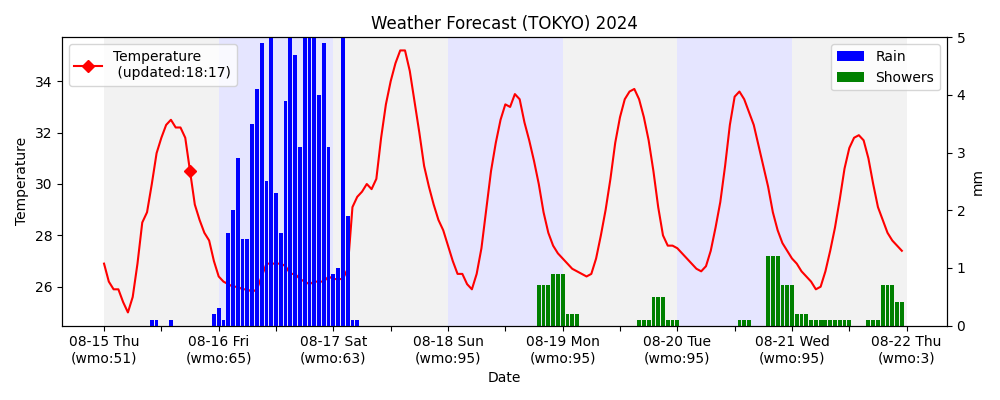 Weather Forecast (TOKYO) 2024
Temperature
(updated:18:17)
Rain
Showers
Temperature
34
32
30
28
26
5
4
3
2
1
0
mm
08-15 Thu
(wmo:51)
08-16 Fri
(wmo:65)
08-17 Sat
(wmo:63)
08-18 Sun
(wmo:95)
08-19 Mon
(wmo:95)
08-20 Tue
(wmo:95)
08-21 Wed
(wmo:95)
08-22 Thu
(wmo:3)
Date